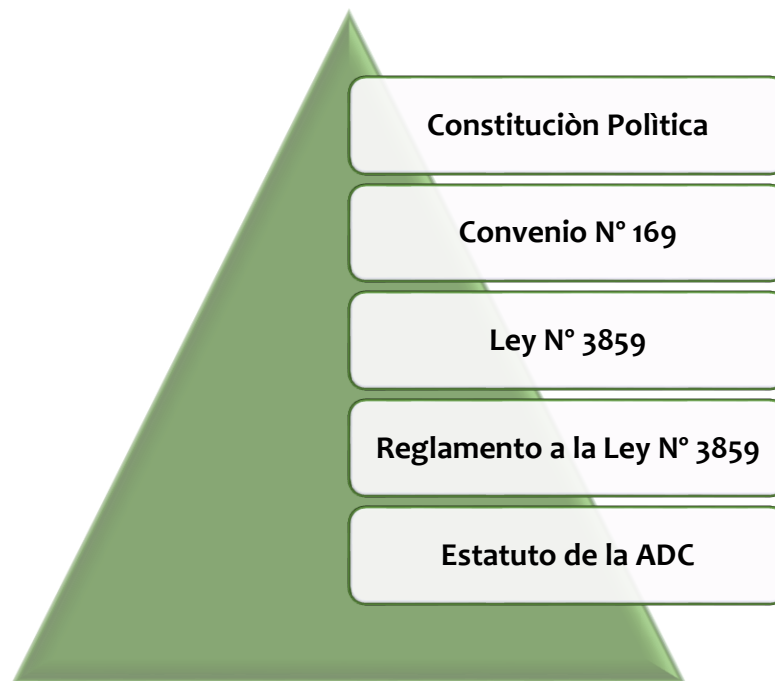 Constituciòn Polìtica
Convenio N° 169
Ley N° 3859
Reglamento a la Ley N° 3859
Estatuto de la ADC